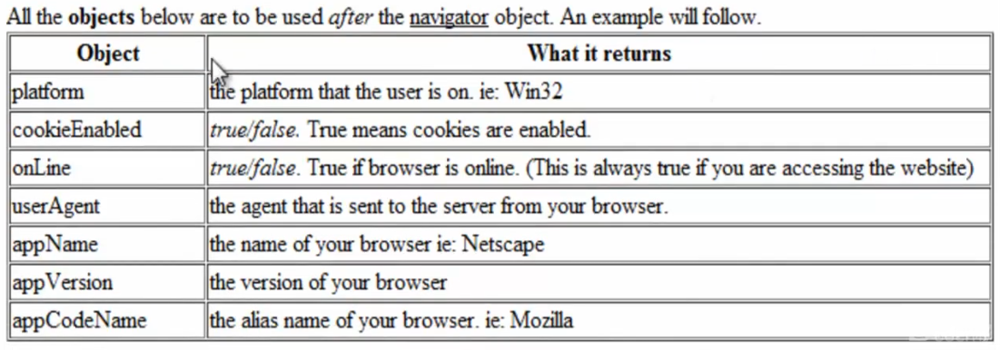 All the objects below are to be used after the navigator object. An example will follow.
Object What it returns
platform the platform that the user is on. ie: Win32
cookieEnabled true/false. True means cookies are enabled.
onLine true/false. True if browser is online. (This is always true if you are accessing the website)
userAgent the agent that is sent to the server from your browser.
appName the name of your browser ie: Netscape
appVersion the version of your browser
appCodeName the alias name of your browser. ie: Mozilla